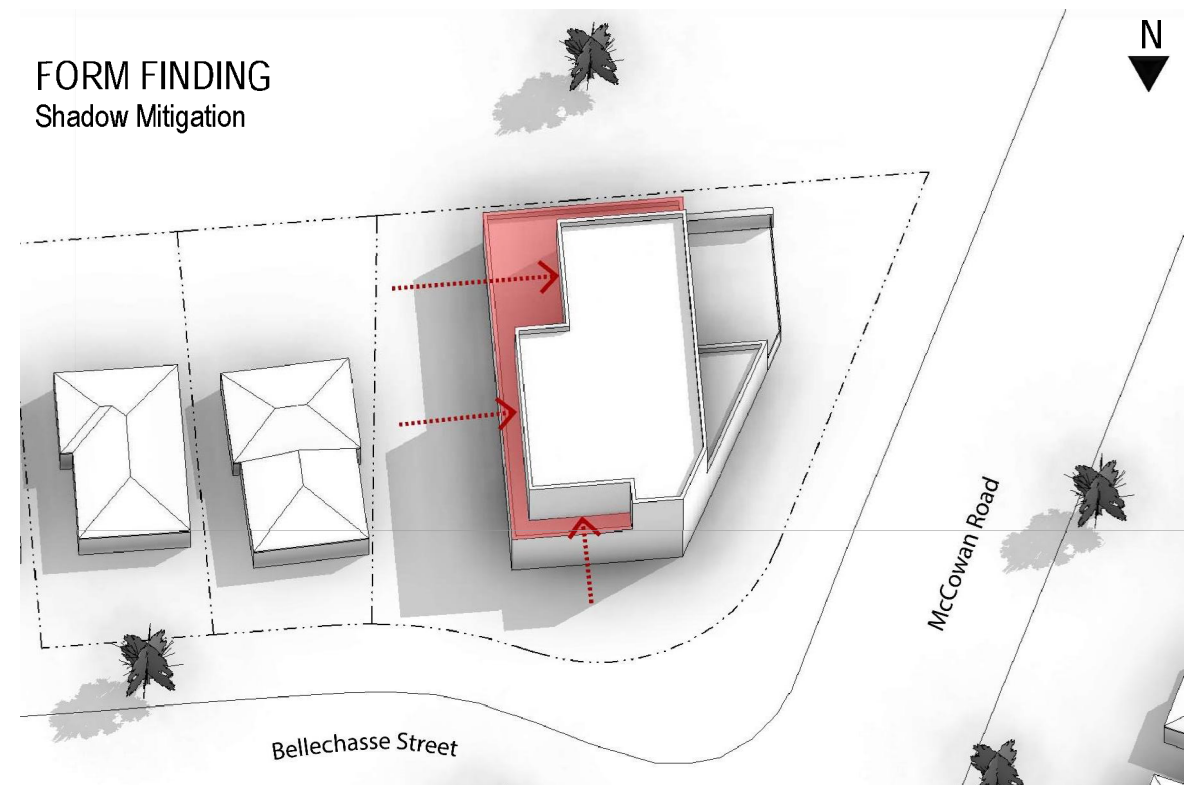 FORM FINDING
Shadow Mitigation
N
McCowan Road
Bellechasse Street